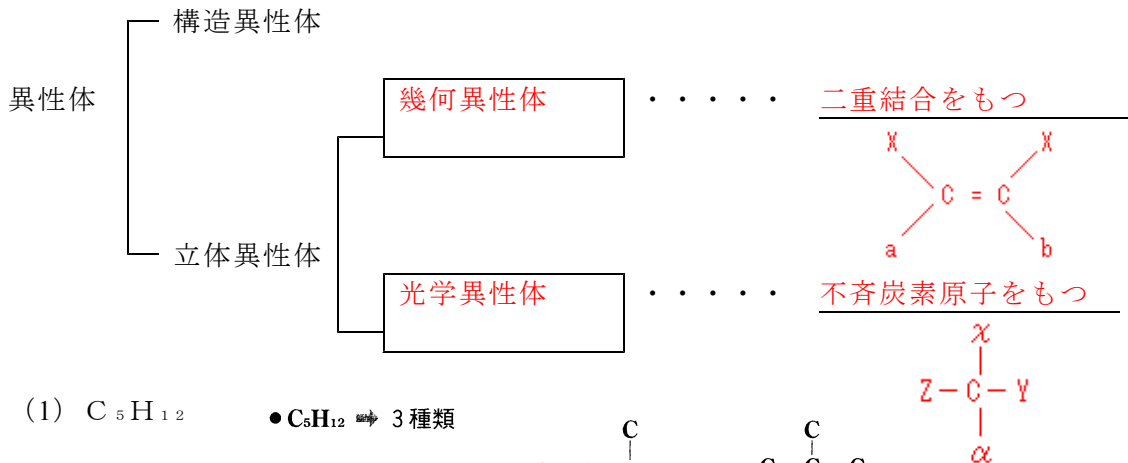 構造異性体
異性体
幾何異性体 ・・・・・ 二重結合をもつ
X X
C = C
a b
立体異性体
光学異性体 ・・・・・ 不斉炭素原子をもつ
χ
Z－C－Y
α
(1) C₅H₁₂ ●C₅H₁₂ ➠ 3種類
C C
C C C